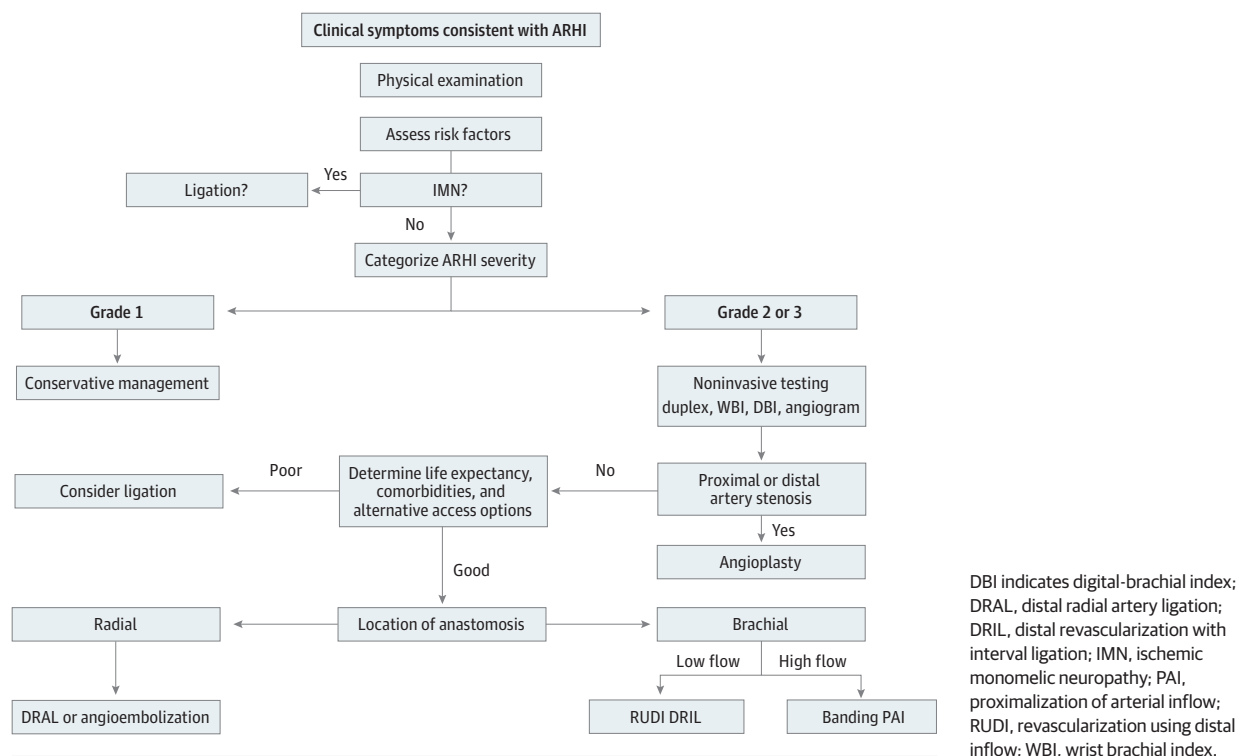 Clinical symptoms consistent with ARHI
Physical examination
Assess risk factors
Yes
Ligation?
IMN?
No
Categorize ARHI severity
Grade 1
Grade 2 or 3
Conservative management
Noninvasive testing
duplex, WBI, DBI, angiogram
Proximal or distal
artery stenosis
No
Determine life expectancy,
comorbidities, and
alternative access options
Poor
Consider ligation
Yes
Angioplasty
Good
Radial
Location of anastomosis
Brachial
Low flow
High flow
DRAL or angioembolization
RUDI DRIL
Banding PAI
DBI indicates digital-brachial index;
DRAL, distal radial artery ligation;
DRIL, distal revascularization with
interval ligation; IMN, ischemic
monomelic neuropathy; PAI,
proximalization of arterial inflow;
RUDI, revascularization using distal
inflow; WBI, wrist brachial index.